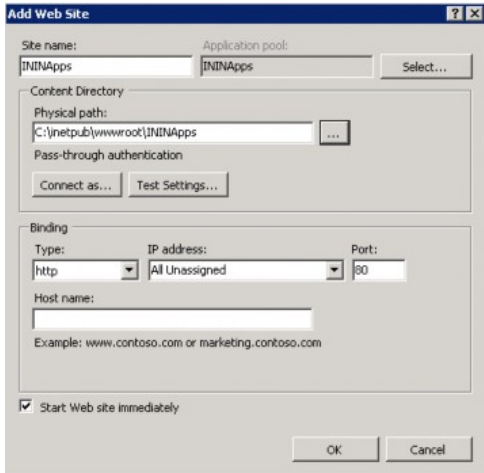 Add Web Site
Site name:
Application pool:
ININApps
ININApps
Select...
Content Directory
Physical path:
C:\inetpub\wwwroot\ININApps
...
Pass-through authentication
Connect as...
Test Settings...
Binding
Type:
IP address:
Port:
http
All Unassigned
80
Host name:
Example: www.contoso.com or marketing.contoso.com
Start Web site immediately
OK
Cancel